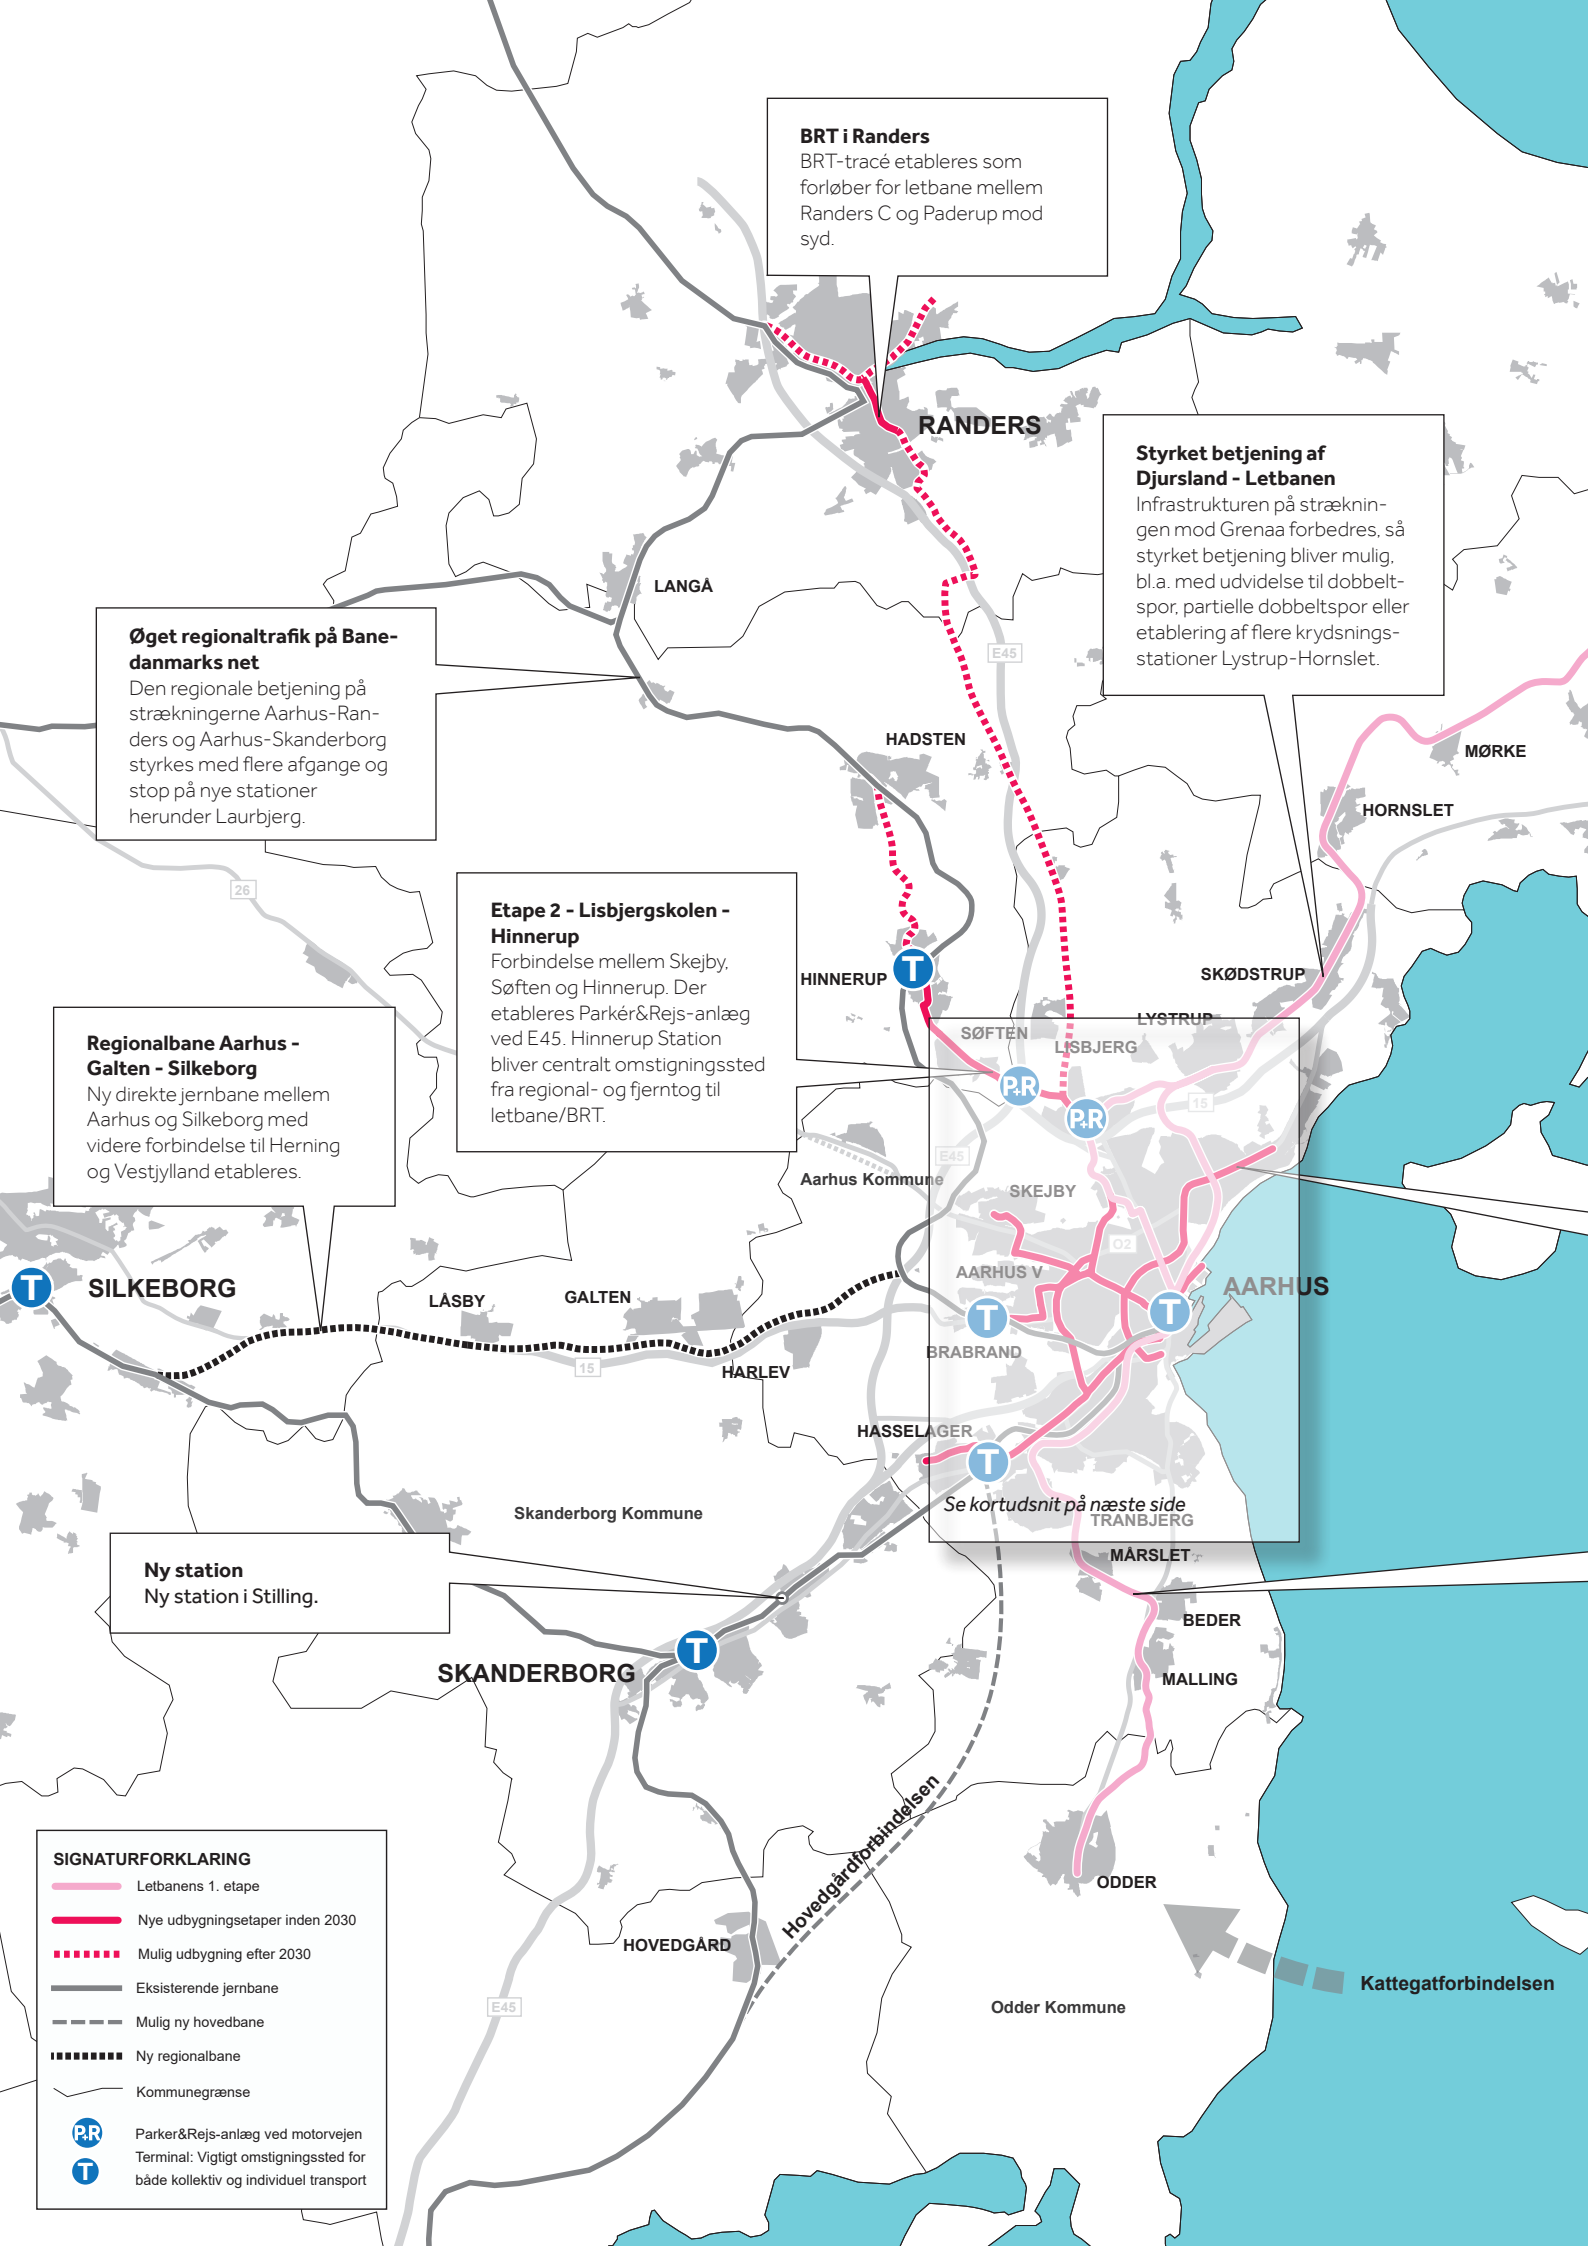 BRT i Randers
BRT-tracé etableres som
forløber for letbane mellem
Randers C og Paderup mod
syd.
RANDERS
Styrket betjening af
Djursland - Letbanen
Infrastrukturen på stræknin-
gen mod Grenaa forbedres, så
styrket betjening bliver mulig,
bl.a. med udvidelse til dobbelt-
spor, partielle dobbeltspor eller
etablering af flere krydsnings-
stationer Lystrup-Hornslet.
LANGÅ
Øget regionaltrafik på Bane-
danmarks net
Den regionale betjening på
strækningerne Aarhus-Ran-
ders og Aarhus-Skanderborg
styrkes med flere afgange og
stop på nye stationer
herunder Laurbjerg.
E45
HADSTEN
MØRKE
HORNSLET
26
Etape 2 - Lisbjergskolen -
Hinnerup
Forbindelse mellem Skejby,
Søften og Hinnerup. Der
etableres Parkér&Rejs-anlæg
ved E45. Hinnerup Station
bliver centralt omstigningssted
fra regional- og fjerntog til
letbane/BRT.
T
HINNERUP
SKØDSTRUP
LYSTRUP
SØFTEN
LISBJERG
P+R
P+R
15
Regionalbane Aarhus -
Galten - Silkeborg
Ny direkte jernbane mellem
Aarhus og Silkeborg med
videre forbindelse til Herning
og Vestjylland etableres.
E45
Aarhus Kommune
SKEJBY
O2
AARHUS V
AARHUS
T
SILKEBORG
LÅSBY
GALTEN
T
T
BRABRAND
15
HARLEV
HASSELAGER
T
Se kortudsnit på næste side
TRANBJERG
Skanderborg Kommune
MÅRSLET
Ny station
Ny station i Stilling.
BEDER
T
SKANDERBORG
MALLING
Hovedgårdforbindelsen
ODDER
HOVEDGÅRD
Kattegatforbindelsen
E45
Odder Kommune
SIGNATURFORKLARING
Letbanens 1. etape
Nye udbygningsetaper inden 2030
Mulig udbygning efter 2030
Eksisterende jernbane
Mulig ny hovedbane
Ny regionalbane
Kommunegrænse
P+R
Parker&Rejs-anlæg ved motorvejen
T
Terminal: Vigtigt omstigningssted for
både kollektiv og individuel transport